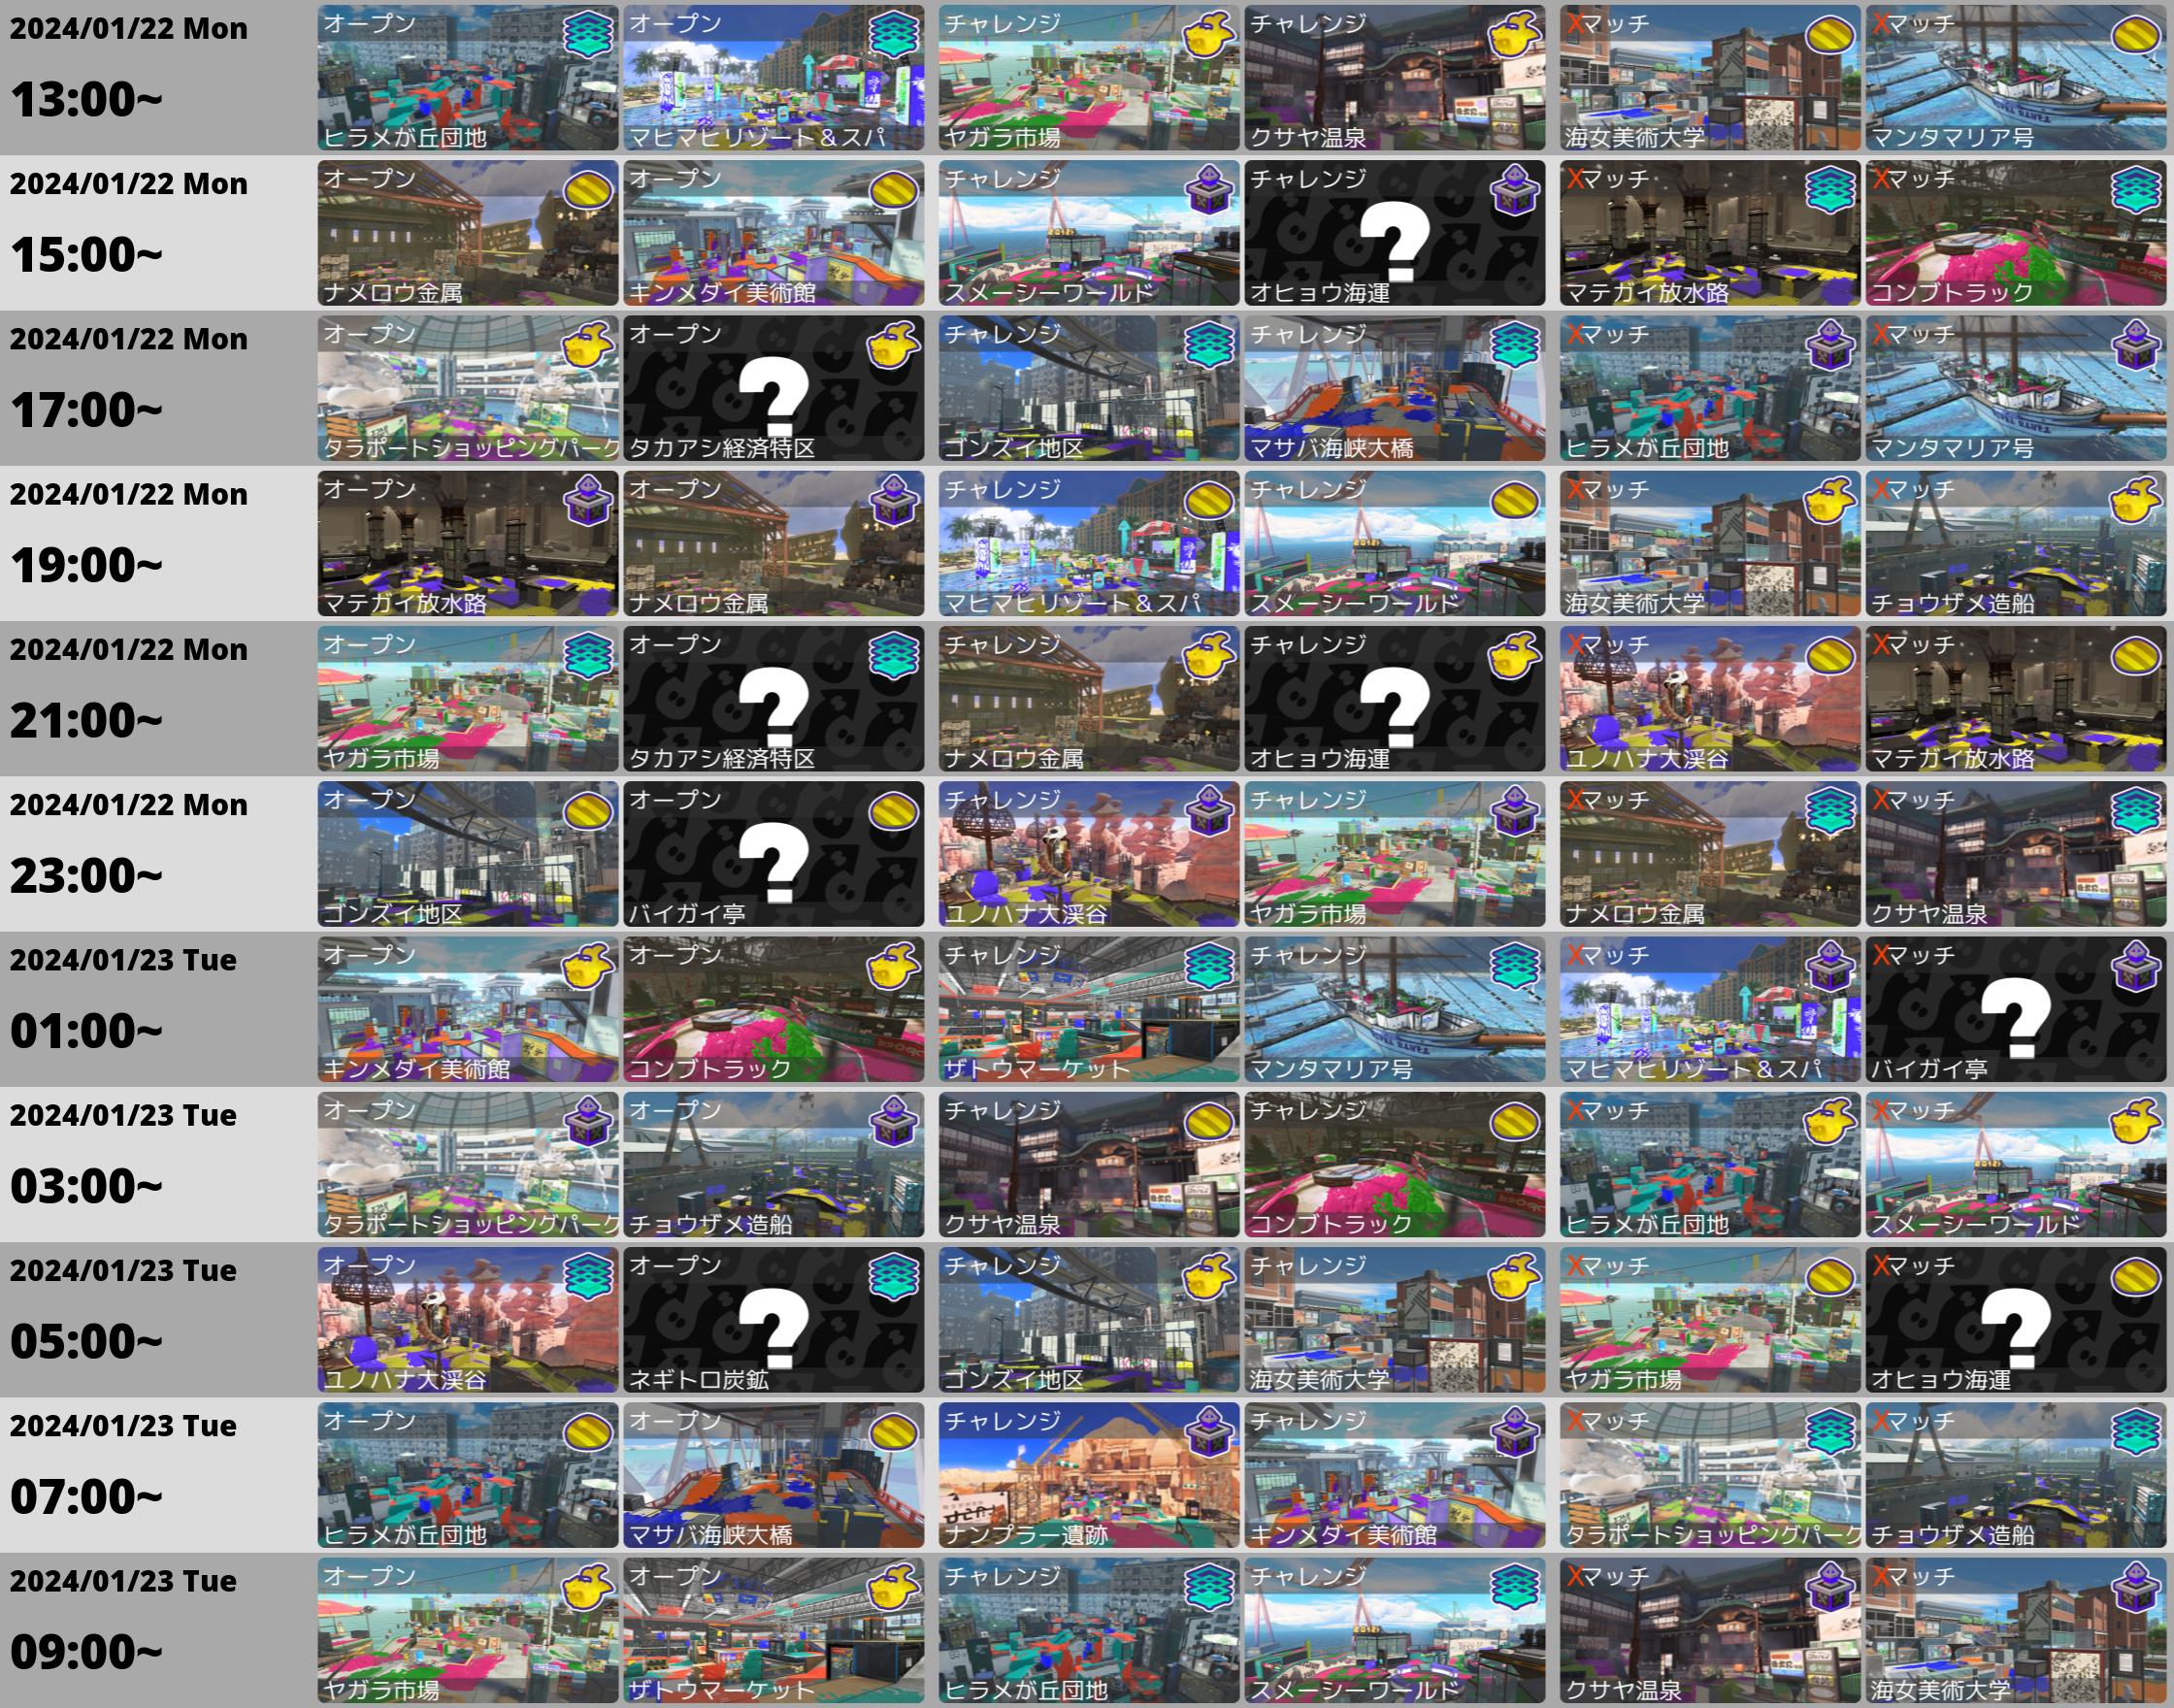 2024/01/22 Mon
13:00~
オープン
ヒラメが丘団地
オープン
マヒマヒリゾート＆スパ
チャレンジ
ヤガラ市場
チャレンジ
クサヤ温泉
Xマッチ
海女美術大学
Xマッチ
マンタマリア号
2024/01/22 Mon
15:00~
オープン
ナメロウ金属
オープン
キンメダイ美術館
チャレンジ
スメーシーワールド
チャレンジ
?
オヒョウ海運
Xマッチ
マテガイ放水路
Xマッチ
コンブトラック
2024/01/22 Mon
17:00~
オープン
タラポートショッピングパーク
オープン
?
タカアシ経済特区
チャレンジ
ゴンズイ地区
チャレンジ
マサバ海峡大橋
Xマッチ
ヒラメが丘団地
Xマッチ
マンタマリア号
2024/01/22 Mon
19:00~
オープン
マテガイ放水路
オープン
ナメロウ金属
チャレンジ
マヒマヒリゾート＆スパ
チャレンジ
スメーシーワールド
Xマッチ
海女美術大学
Xマッチ
チョウザメ造船
2024/01/22 Mon
21:00~
オープン
ヤガラ市場
オープン
?
タカアシ経済特区
チャレンジ
ナメロウ金属
チャレンジ
?
オヒョウ海運
Xマッチ
ユノハナ大渓谷
Xマッチ
マテガイ放水路
2024/01/22 Mon
23:00~
オープン
ゴンズイ地区
オープン
?
バイガイ亭
チャレンジ
ユノハナ大渓谷
チャレンジ
ヤガラ市場
Xマッチ
ナメロウ金属
Xマッチ
クサヤ温泉
2024/01/23 Tue
01:00~
オープン
キンメダイ美術館
オープン
コンブトラック
チャレンジ
ザトウマーケット
チャレンジ
マンタマリア号
Xマッチ
マヒマヒリゾート＆スパ
Xマッチ
?
バイガイ亭
2024/01/23 Tue
03:00~
オープン
タラポートショッピングパーク
オープン
チョウザメ造船
チャレンジ
クサヤ温泉
チャレンジ
コンブトラック
Xマッチ
ヒラメが丘団地
Xマッチ
スメーシーワールド
2024/01/23 Tue
05:00~
オープン
ユノハナ大渓谷
オープン
?
ネギトロ炭鉱
チャレンジ
ゴンズイ地区
チャレンジ
海女美術大学
Xマッチ
ヤガラ市場
Xマッチ
?
オヒョウ海運
2024/01/23 Tue
07:00~
オープン
ヒラメが丘団地
オープン
マサバ海峡大橋
チャレンジ
ナンプラー遺跡
チャレンジ
キンメダイ美術館
Xマッチ
タラポートショッピングパーク
Xマッチ
チョウザメ造船
2024/01/23 Tue
09:00~
オープン
ヤガラ市場
オープン
ザトウマーケット
チャレンジ
ヒラメが丘団地
チャレンジ
スメーシーワールド
Xマッチ
クサヤ温泉
Xマッチ
海女美術大学